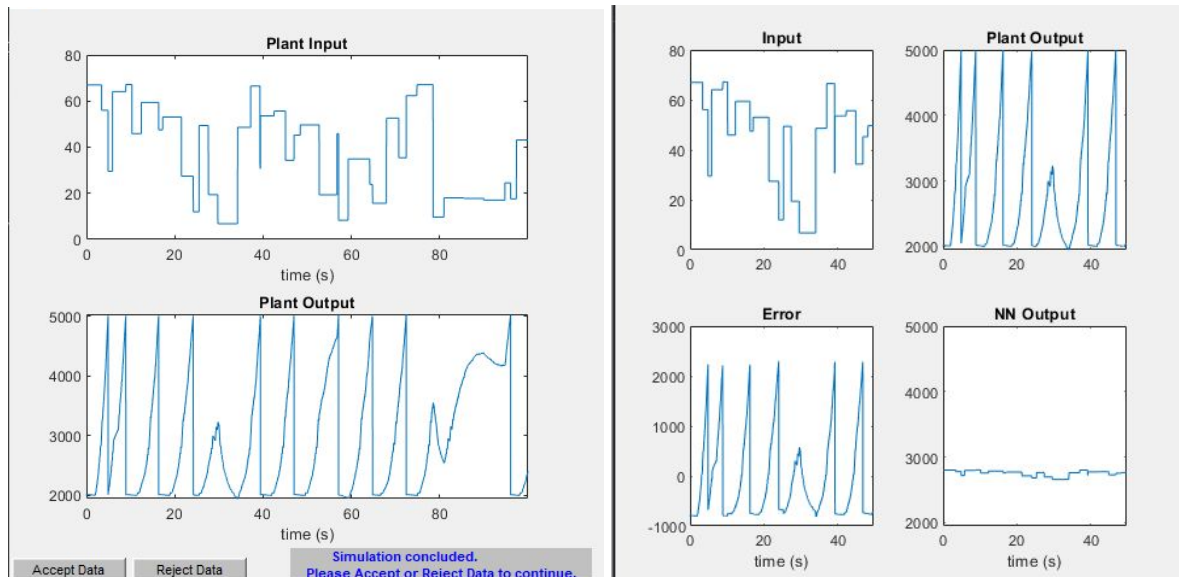 Plant Input
80
60
40
20
0
0 20 40 60 80
time (s)
Plant Output
5000
4000
3000
2000
0 20 40 60 80
time (s)
Accept Data Reject Data
Simulation concluded.
Please Accept or Reject Data to continue.
Input
80
60
40
20
0
0 20 40
Plant Output
5000
4000
3000
2000
0 20 40
Error
3000
2000
1000
0
-1000
0 20 40
time (s)
NN Output
5000
4000
3000
2000
0 20 40
time (s)